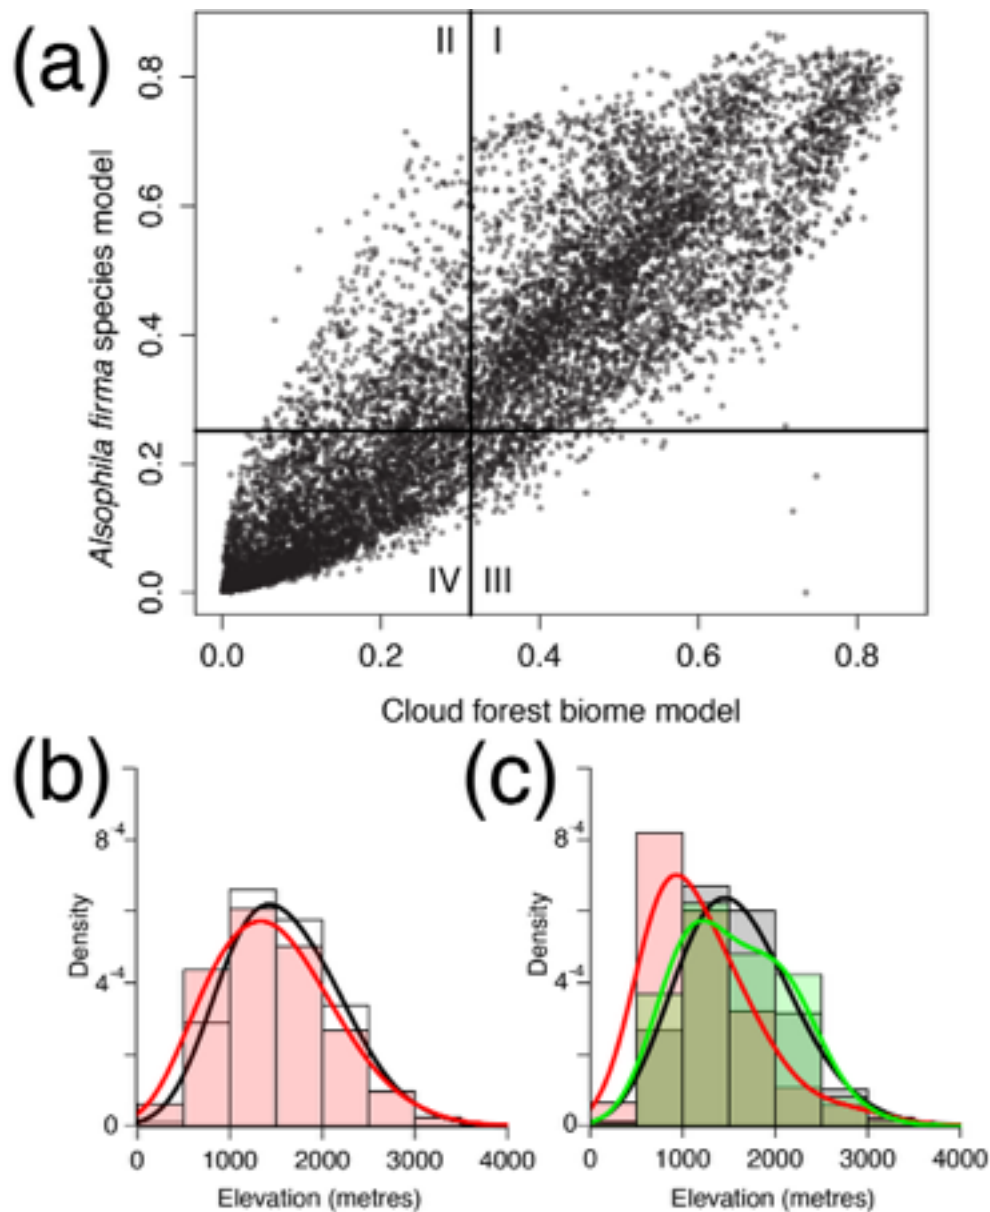 (a)
II I
0.8
0.6
0.4
0.2
0.0
Alsophila firma species model
IV III
0.0 0.2 0.4 0.6 0.8
Cloud forest biome model
(b)
8-4
4-4
0
Density
0 1000 2000 3000 4000
Elevation (metres)
(c)
8-4
4-4
0
Density
0 1000 2000 3000 4000
Elevation (metres)